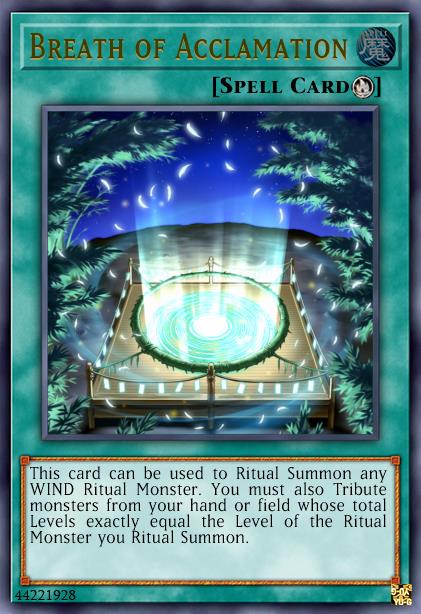 BREATH OF ACCLAMATION
魔
[SPELL CARD]
This card can be used to Ritual Summon any
WIND Ritual Monster. You must also Tribute
monsters from your hand or field whose total
Levels exactly equal the Level of the Ritual
Monster you Ritual Summon.
44221928